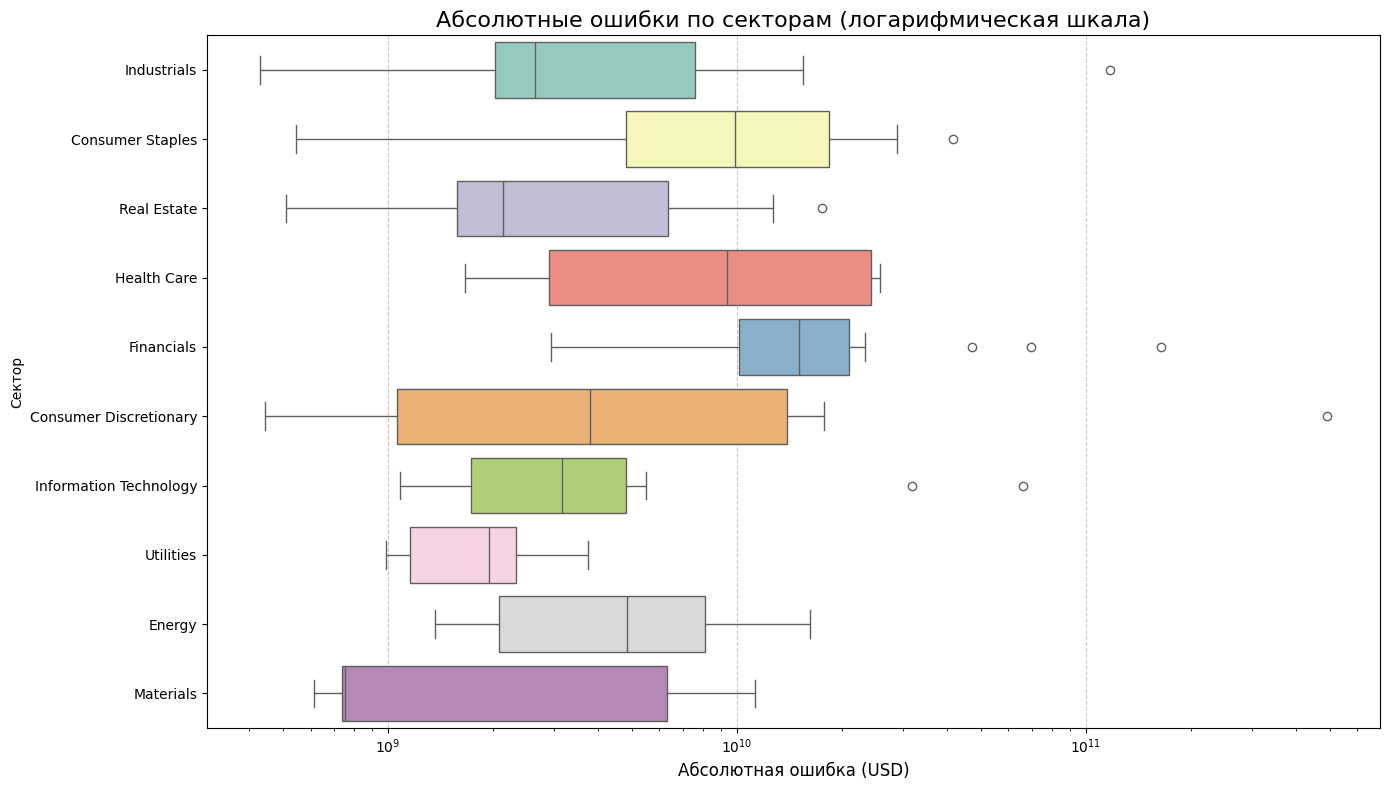 Абсолютные ошибки по секторам (логарифмическая шкала)
Industrials
Consumer Staples
Real Estate
Health Care
Financials
Consumer Discretionary
Information Technology
Utilities
Energy
Materials
Сектор
10⁹ 10¹⁰ 10¹¹
Абсолютная ошибка (USD)